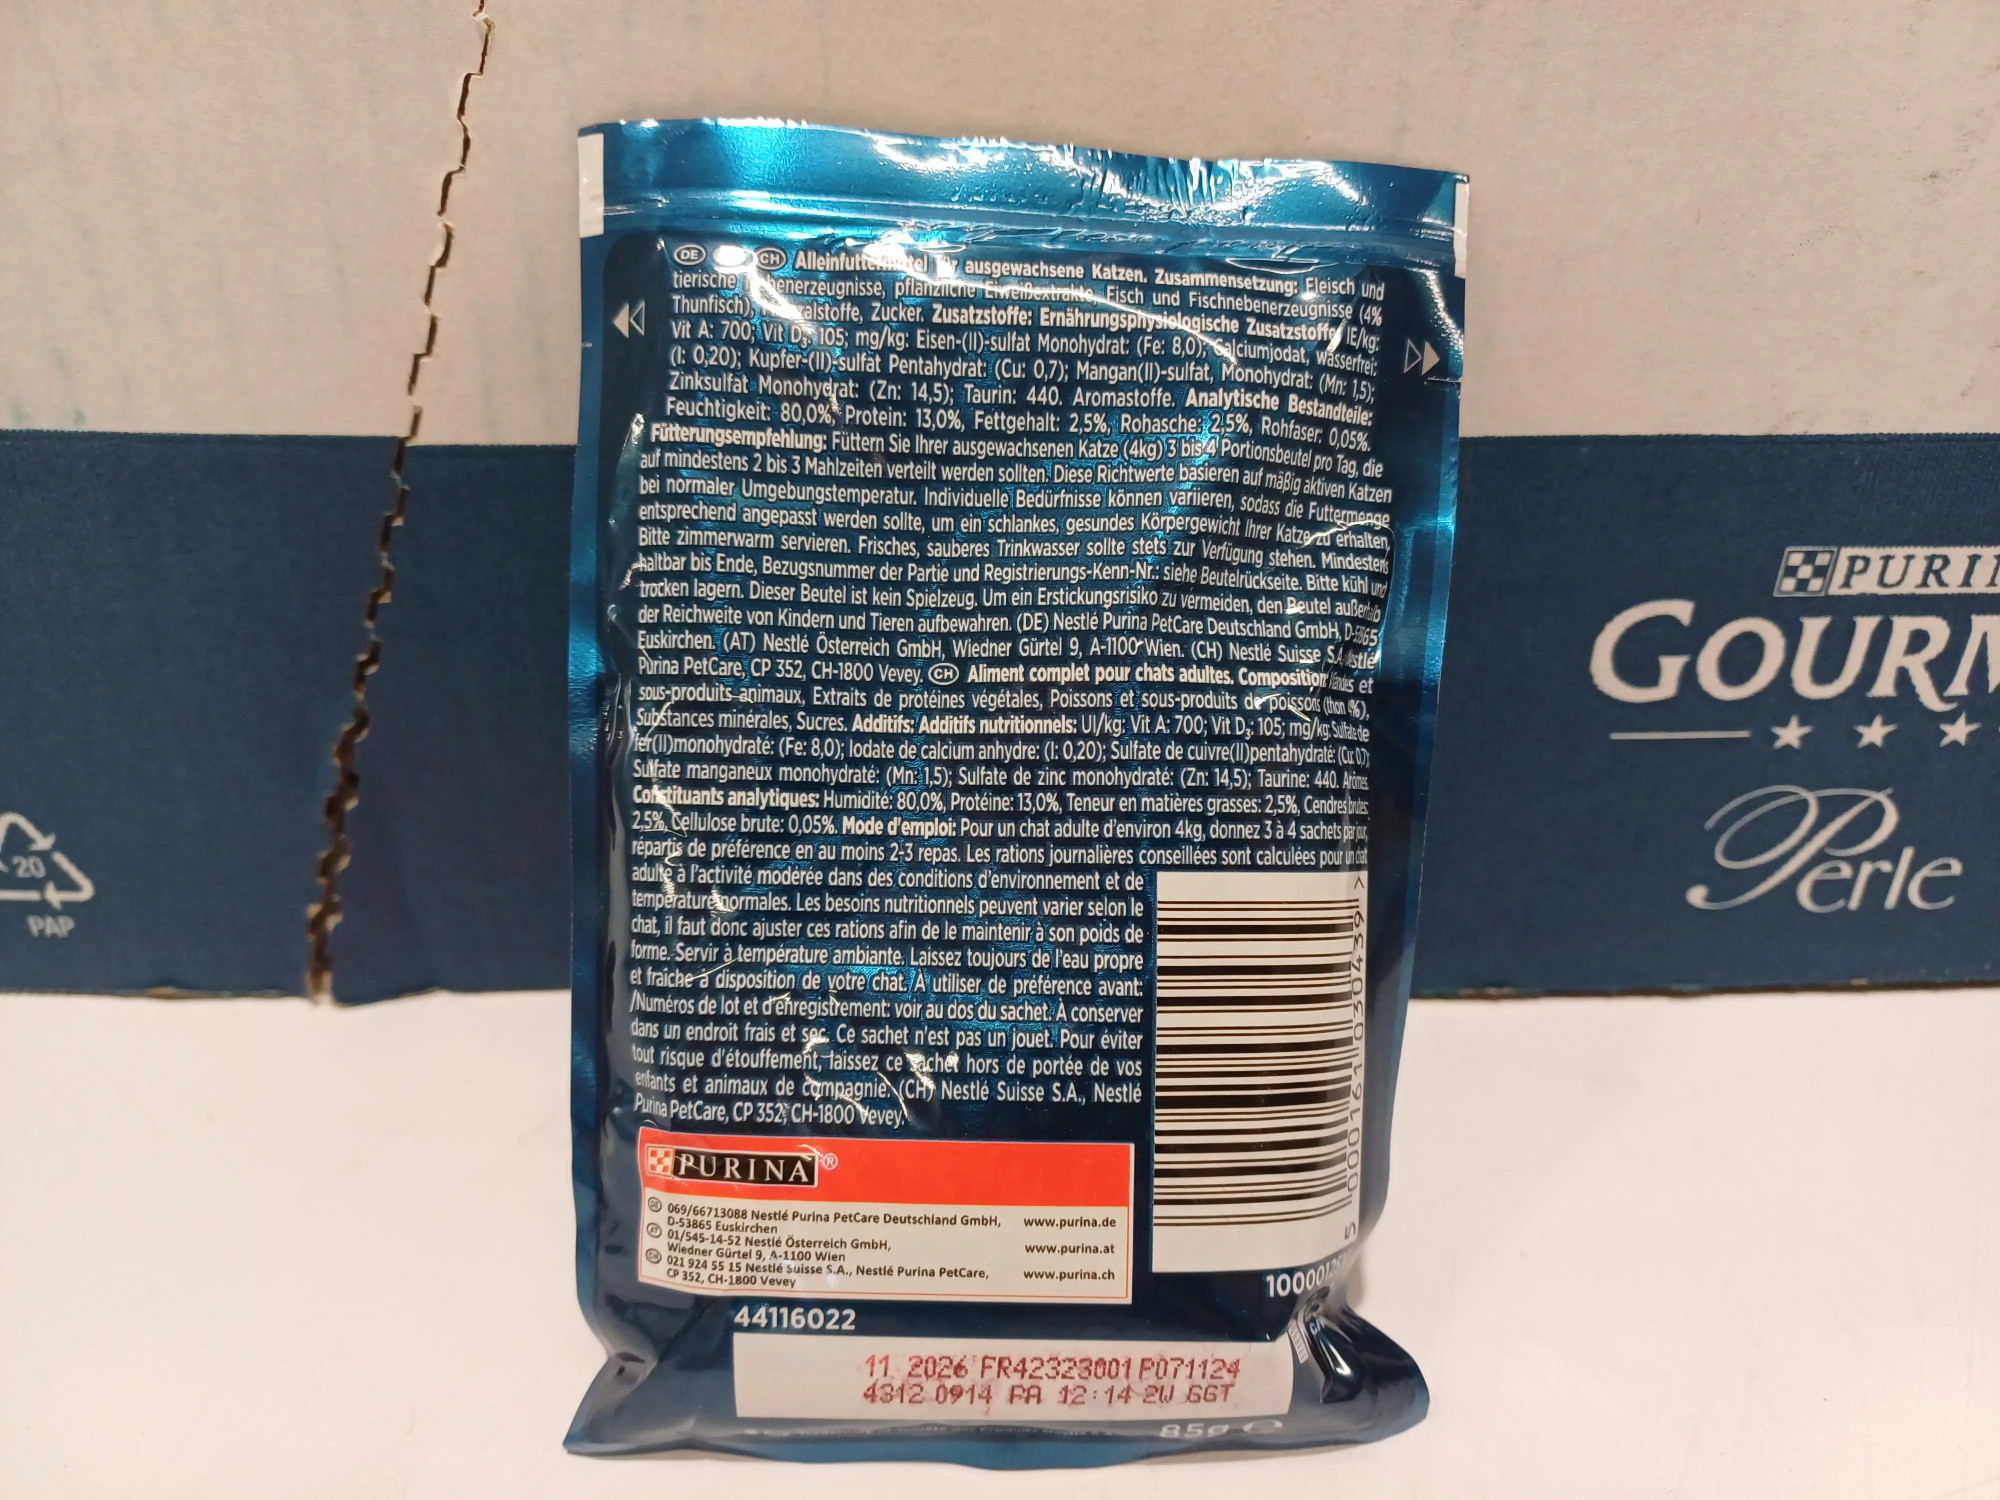 DE CH Alleinfuttermittel für ausgewachsene Katzen. Zusammensetzung: Fleisch und
tierische Nebenerzeugnisse, pflanzliche Eiweißextrakte, Fisch und Fischnebenerzeugnisse (4%
Thunfisch), Zucker. Zusatzstoffe: Ernährungsphysiologische Zusatzstoffe IE/kg:
Vit A: 700; Vit D3: 105; mg/kg: Eisen-(II)-sulfat Monohydrat: (Fe: 8,0); Calciumjodat, wasserfrei:
(I: 0,20); Kupfer-(II)-sulfat Pentahydrat: (Cu: 0,7); Mangan(II)-sulfat, Monohydrat: (Mn: 1,5);
Zinksulfat Monohydrat: (Zn: 14,5); Taurin: 440. Aromastoffe. Analytische Bestandteile:
Feuchtigkeit: 80,0%, Protein: 13,0%, Fettgehalt: 2,5%, Rohasche: 2,5%, Rohfaser: 0,05%.
Fütterungsempfehlung: Füttern Sie Ihrer ausgewachsenen Katze (4kg) 3 bis 4 Portionsbeutel pro Tag, die
auf mindestens 2 bis 3 Mahlzeiten verteilt werden sollten. Diese Richtwerte basieren auf mäßig aktiven Katzen
bei normaler Umgebungstemperatur. Individuelle Bedürfnisse können variieren, sodass die Futtermenge
entsprechend angepasst werden sollte, um ein schlankes, gesundes Körpergewicht Ihrer Katze zu erhalten.
Bitte zimmerwarm servieren. Frisches, sauberes Trinkwasser sollte stets zur Verfügung stehen. Mindestens
haltbar bis Ende, Bezugsnummer der Partie und Registrierungs-Kenn-Nr.: siehe Beutelrückseite. Bitte kühl und
trocken lagern. Dieser Beutel ist kein Spielzeug. Um ein Erstickungsrisiko zu vermeiden, den Beutel außerhalb
der Reichweite von Kindern und Tieren aufbewahren. (DE) Nestlé Purina PetCare Deutschland GmbH, D-53865
Euskirchen. (AT) Nestlé Österreich GmbH, Wiedner Gürtel 9, A-1100 Wien. (CH) Nestlé Suisse S.A., Nestlé
Purina PetCare, CP 352, CH-1800 Vevey. CH Aliment complet pour chats adultes. Composition: Viandes et
sous-produits animaux, Extraits de protéines végétales, Poissons et sous-produits de poissons (thon 4%),
Substances minérales, Sucres. Additifs: Additifs nutritionnels: UI/kg: Vit A: 700; Vit D3: 105; mg/kg: Sulfate de
fer(II)monohydraté: (Fe: 8,0); Iodate de calcium anhydre: (I: 0,20); Sulfate de cuivre(II)pentahydraté: (Cu: 0,7);
Sulfate manganeux monohydraté: (Mn: 1,5); Sulfate de zinc monohydraté: (Zn: 14,5); Taurine: 440. Arômes.
Constituants analytiques: Humidité: 80,0%, Protéine: 13,0%, Teneur en matières grasses: 2,5%, Cendres brutes:
2,5%, Cellulose brute: 0,05%. Mode d'emploi: Pour un chat adulte d'environ 4kg, donnez 3 à 4 sachets par jour,
répartis de préférence en au moins 2-3 repas. Les rations journalières conseillées sont calculées pour un chat
adulte à l'activité modérée dans des conditions d'environnement et de
température normales. Les besoins nutritionnels peuvent varier selon le
chat, il faut donc ajuster ces rations afin de le maintenir à son poids de
forme. Servir à température ambiante. Laissez toujours de l'eau propre
et fraîche à disposition de votre chat. A utiliser de préférence avant:
/Numéros de lot et d'enregistrement: voir au dos du sachet. À conserver
dans un endroit frais et sec. Ce sachet n'est pas un jouet. Pour éviter
tout risque d'étouffement, laissez ce sachet hors de portée de vos
enfants et animaux de compagnie. (CH) Nestlé Suisse S.A., Nestlé
Purina PetCare, CP 352, CH-1800 Vevey.
5 000161 030439 >
PURINA®
DE 069/66713088 Nestlé Purina PetCare Deutschland GmbH, www.purina.de
D-53865 Euskirchen
AT 01/545-14-52 Nestlé Österreich GmbH, www.purina.at
Wiedner Gürtel 9, A-1100 Wien
CH 021 924 55 15 Nestlé Suisse S.A., Nestlé Purina PetCare, www.purina.ch
CP 352, CH-1800 Vevey
44116022
11 2026 FR42323001 P071124
4312 0914 PA 12:14 2W GGT
85g e
PURI
GOUR
Perle
20
PAP